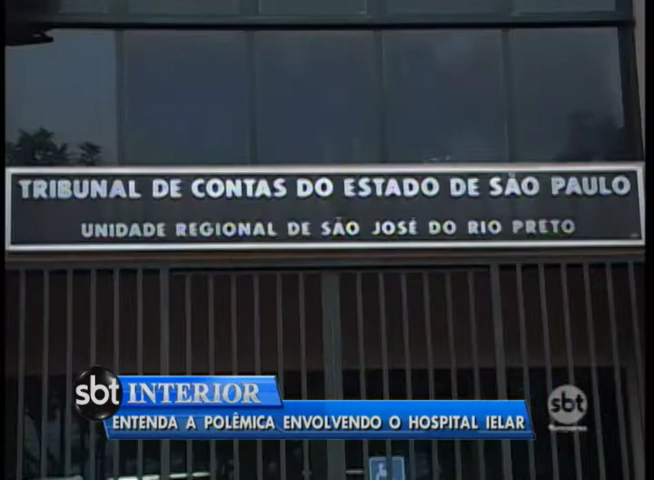 TRIBUNAL DE CONTAS DO ESTADO DE SÃO PAULO
UNIDADE REGIONAL DE SÃO JOSÉ DO RIO PRETO
sbt INTERIOR
ENTENDA A POLÊMICA ENVOLVENDO O HOSPITAL IELAR
sbt